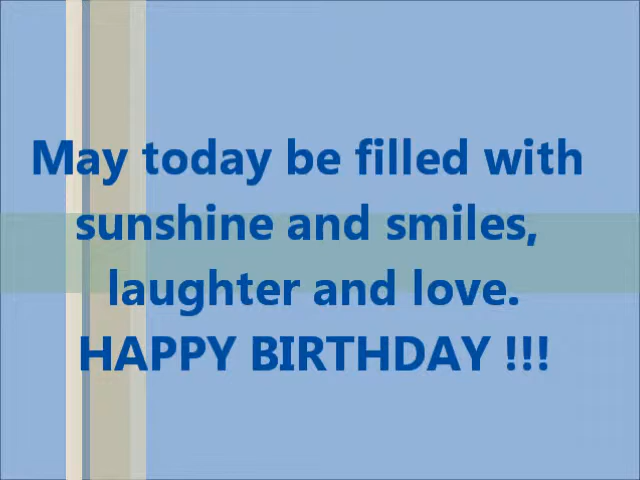 May today be filled with
sunshine and smiles,
laughter and love.
HAPPY BIRTHDAY !!!